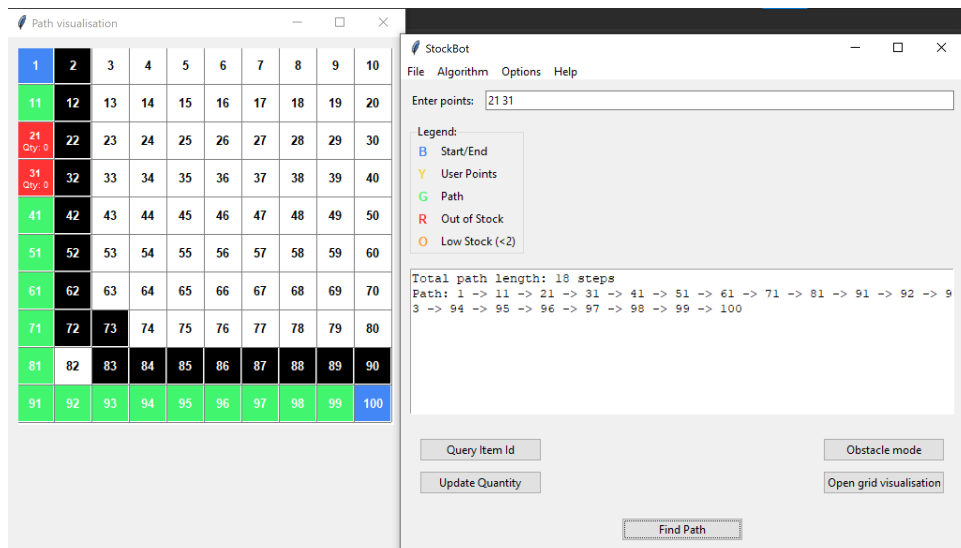 Path visualisation
1 2 3 4 5 6 7 8 9 10
11 12 13 14 15 16 17 18 19 20
21 22 23 24 25 26 27 28 29 30
Qty: 0
31 32 33 34 35 36 37 38 39 40
Qty: 0
41 42 43 44 45 46 47 48 49 50
51 52 53 54 55 56 57 58 59 60
61 62 63 64 65 66 67 68 69 70
71 72 73 74 75 76 77 78 79 80
81 82 83 84 85 86 87 88 89 90
91 92 93 94 95 96 97 98 99 100
StockBot
File Algorithm Options Help
Enter points: 21 31
Legend:
B Start/End
Y User Points
G Path
R Out of Stock
O Low Stock (<2)
Total path length: 18 steps
Path: 1 -> 11 -> 21 -> 31 -> 41 -> 51 -> 61 -> 71 -> 81 -> 91 -> 92 -> 9
3 -> 94 -> 95 -> 96 -> 97 -> 98 -> 99 -> 100
Query Item Id Obstacle mode
Update Quantity Open grid visualisation
Find Path